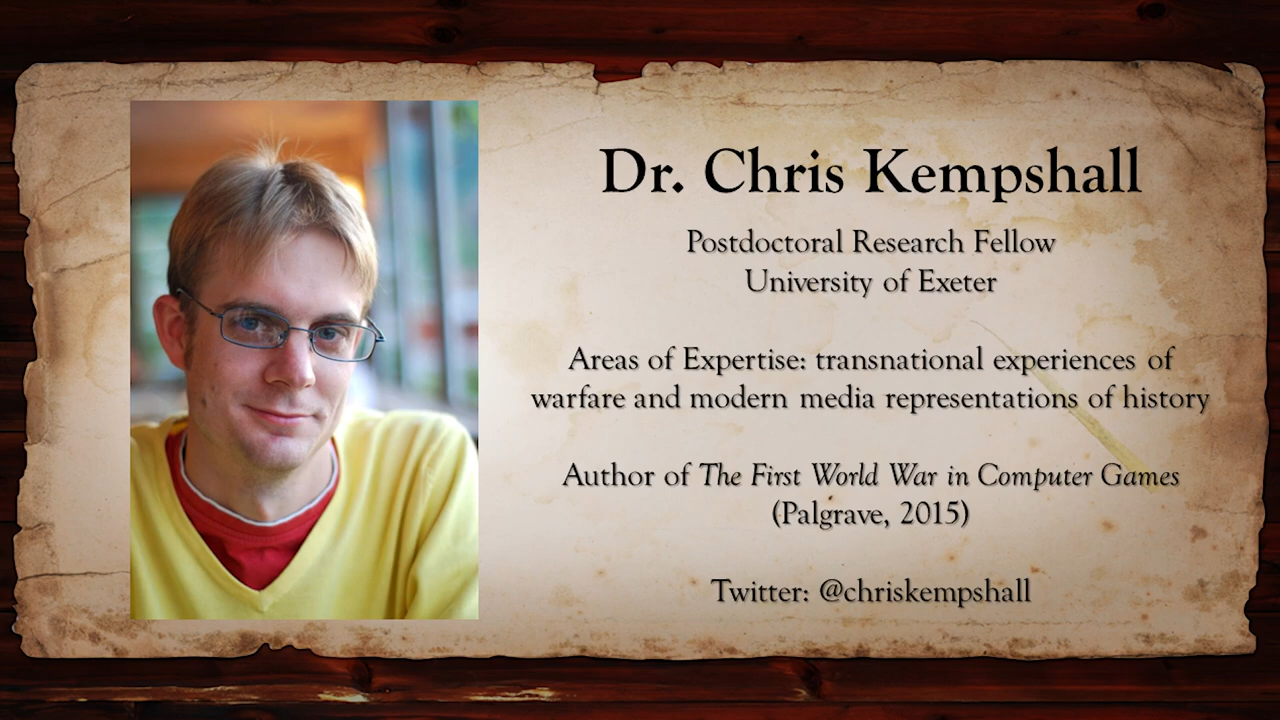 Dr. Chris Kempshall
Postdoctoral Research Fellow
University of Exeter
Areas of Expertise: transnational experiences of
warfare and modern media representations of history
Author of The First World War in Computer Games
(Palgrave, 2015)
Twitter: @chriskempshall